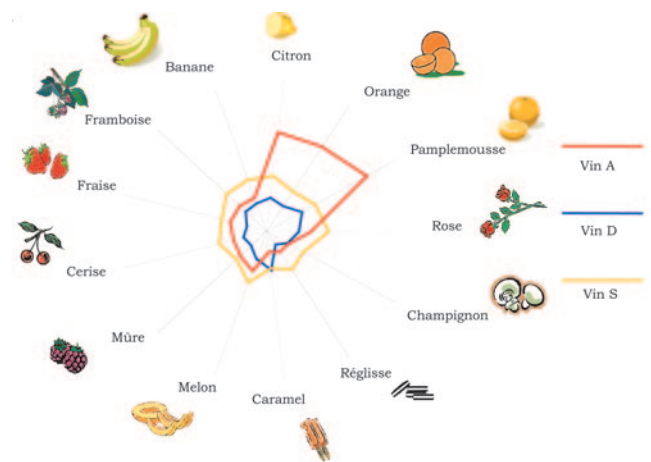 Citron
Banane
Orange
Framboise
Pamplemousse
Vin A
Fraise
Rose
Vin D
Cerise
Champignon
Vin S
Mûre
Réglisse
Melon
Caramel